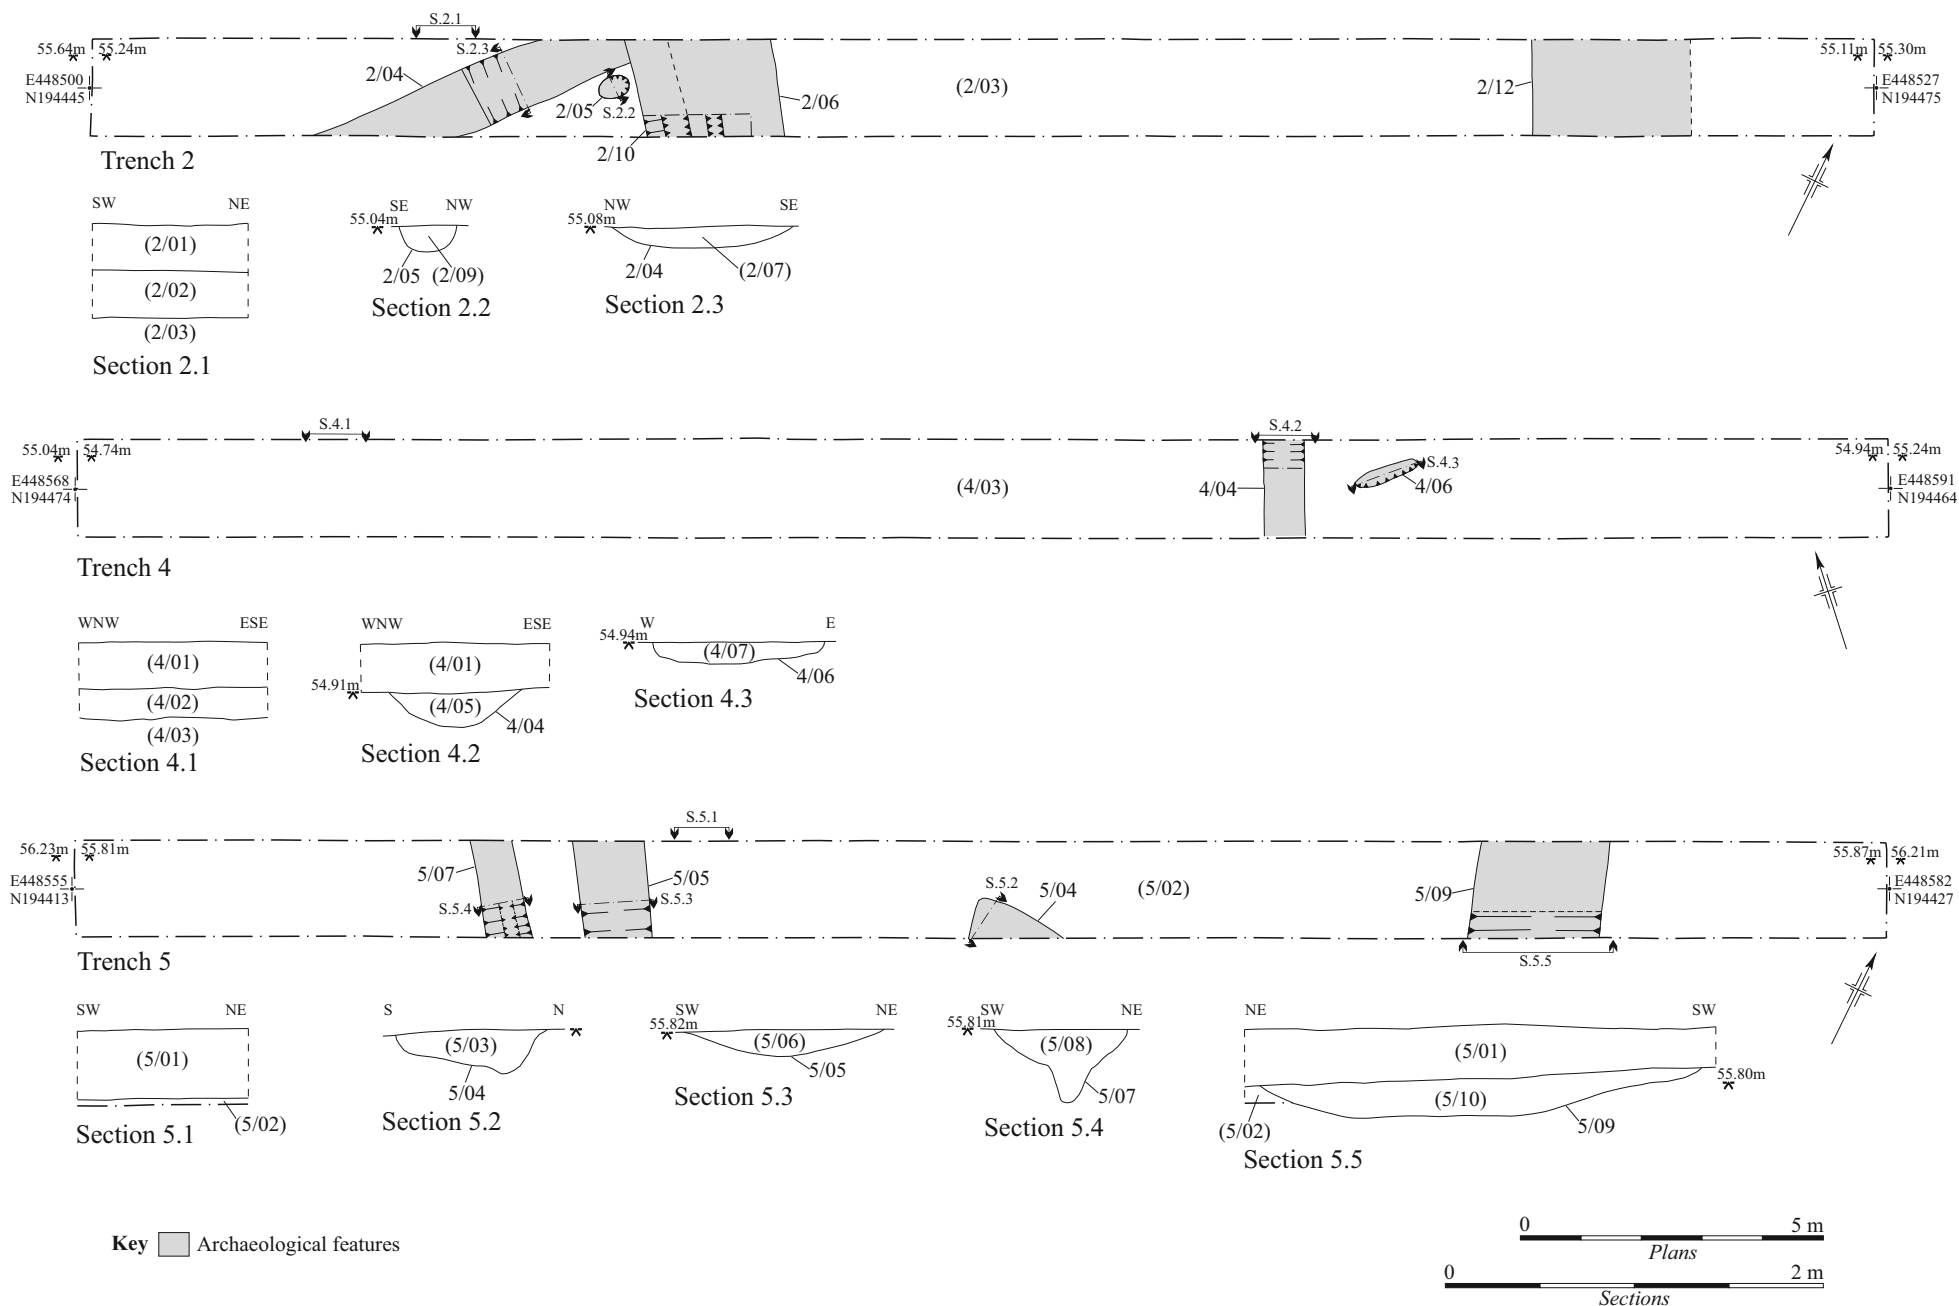 S.2.1
55.64m 55.24m
S.2.3
55.11m 55.30m
E448500
N194445
2/04
2/05
S.2.2
2/06
(2/03)
2/12
E448527
N194475
2/10
Trench 2
SW NE
(2/01)
(2/02)
(2/03)
Section 2.1
SE NW
55.04m
2/05 (2/09)
Section 2.2
NW SE
55.08m
2/04 (2/07)
Section 2.3
S.4.1
S.4.2
55.04m 54.74m
54.94m 55.24m
E448568
N194474
(4/03)
4/04
S.4.3
4/06
E448591
N194464
Trench 4
WNW ESE
(4/01)
(4/02)
(4/03)
Section 4.1
WNW ESE
(4/01)
54.91m
(4/05)
4/04
Section 4.2
W E
54.94m
(4/07)
4/06
Section 4.3
S.5.1
56.23m 55.81m
55.87m 56.21m
E448555
N194413
5/07
S.5.4
5/05
S.5.3
S.5.2
5/04
(5/02)
5/09
E448582
N194427
S.5.5
Trench 5
SW NE
(5/01)
(5/02)
Section 5.1
S N
(5/03)
5/04
Section 5.2
SW NE
55.82m
(5/06)
5/05
Section 5.3
SW NE
55.81m
(5/08)
5/07
Section 5.4
NE SW
(5/01)
55.80m
(5/10)
(5/02)
5/09
Section 5.5
Key Archaeological features
0 5 m
Plans
0 2 m
Sections